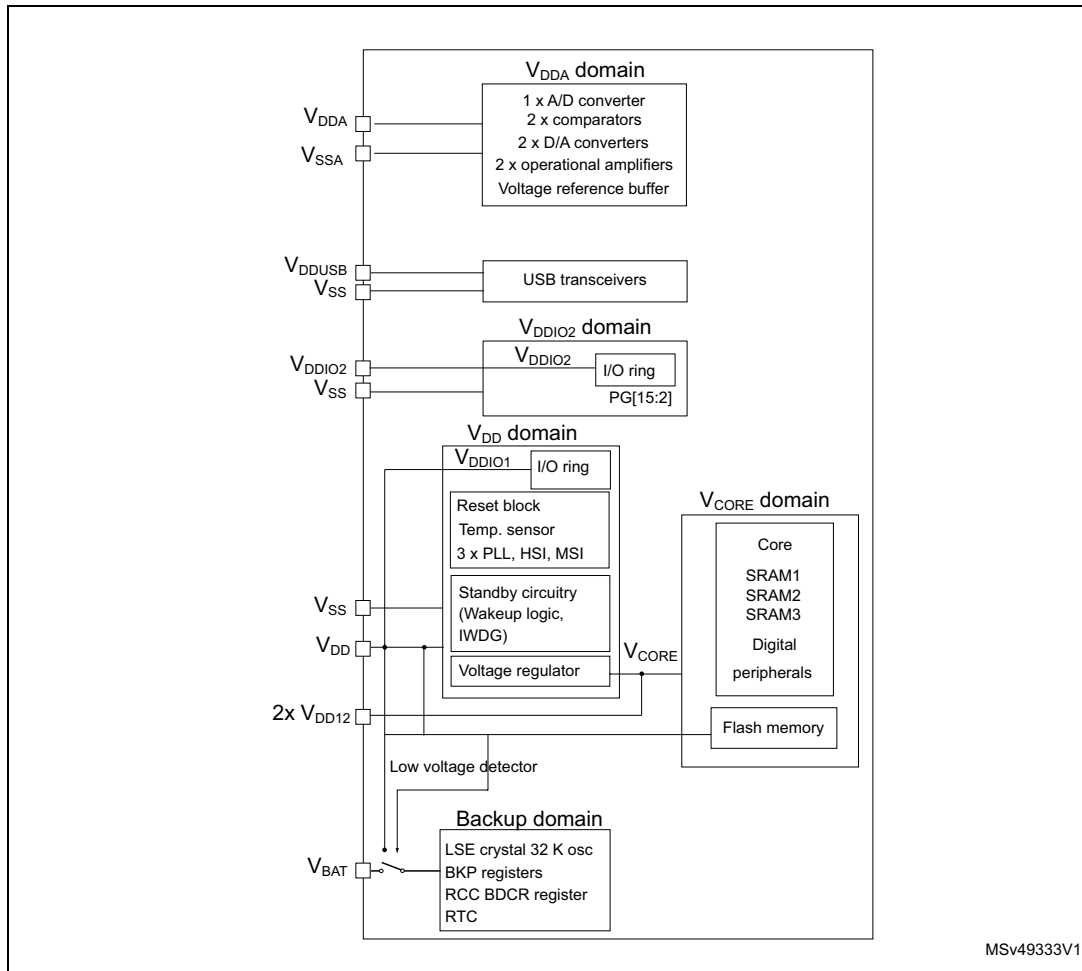 VDDA domain
VDDA
VSSA
1 x A/D converter
2 x comparators
2 x D/A converters
2 x operational amplifiers
Voltage reference buffer
VDDUSB
VSS
USB transceivers
VDDIO2 domain
VDDIO2
VSS
VDDIO2
I/O ring
PG[15:2]
VDD domain
VDDIO1
I/O ring
Reset block
Temp. sensor
3 x PLL, HSI, MSI
VSS
VDD
Standby circuitry
(Wakeup logic,
IWDG)
Voltage regulator
VCORE
2x VDD12
VCORE domain
Core
SRAM1
SRAM2
SRAM3
Digital
peripherals
Flash memory
Low voltage detector
Backup domain
VBAT
LSE crystal 32 K osc
BKP registers
RCC BDCR register
RTC
MSv49333V1